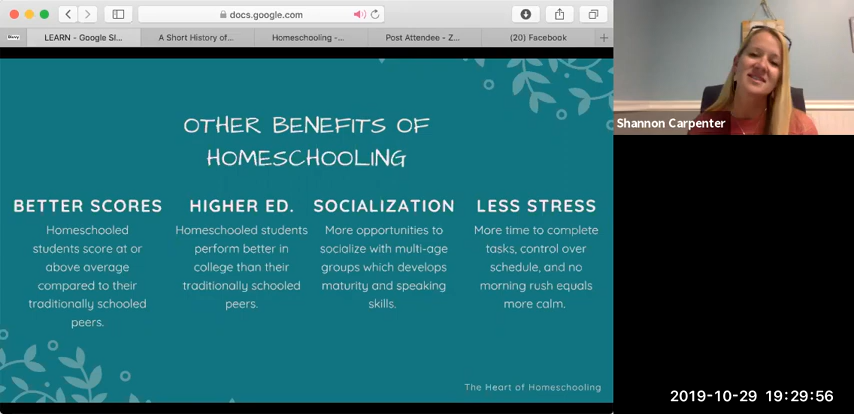 docs.google.com
LEARN - Google Sl...
A Short History of...
Homeschooling -...
Post Attendee - Z...
(20) Facebook
OTHER BENEFITS OF
HOMESCHOOLING
BETTER SCORES
Homeschooled
students score at or
above average
compared to their
traditionally schooled
peers.
HIGHER ED.
Homeschooled students
perform better in
college than their
traditionally schooled
peers.
SOCIALIZATION
More opportunities to
socialize with multi-age
groups which develops
maturity and speaking
skills.
LESS STRESS
More time to complete
tasks, control over
schedule, and no
morning rush equals
more calm.
The Heart of Homeschooling
Shannon Carpenter
2019-10-29 19:29:56